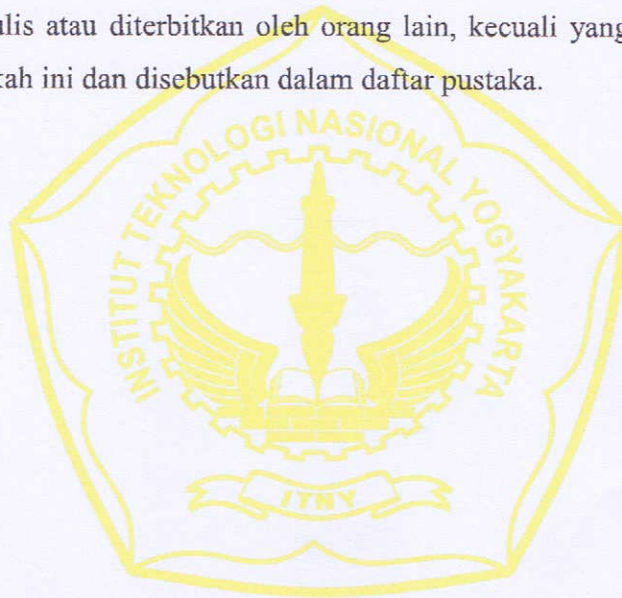 ulis atau diterbitkan oleh orang lain, kecuali yang
ah ini dan disebutkan dalam daftar pustaka.
INSTITUT TEKNOLOGI NASIONAL YOGYAKARTA
ITNY